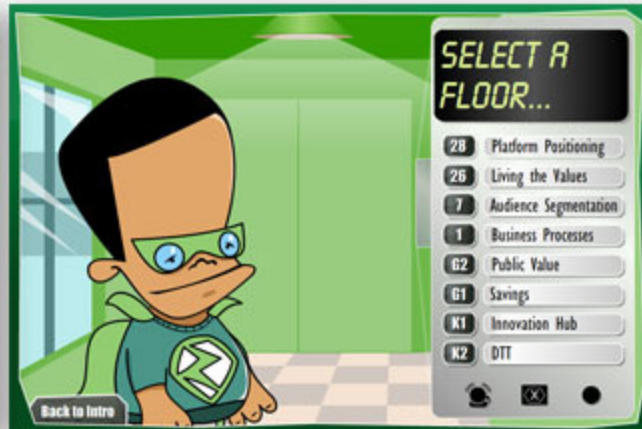 SELECT A
FLOOR...
28 Platform Positioning
26 Living the Values
7 Audience Segmentation
1 Business Processes
G2 Public Value
G1 Savings
K1 Innovation Hub
K2 DTT
Back to Intro